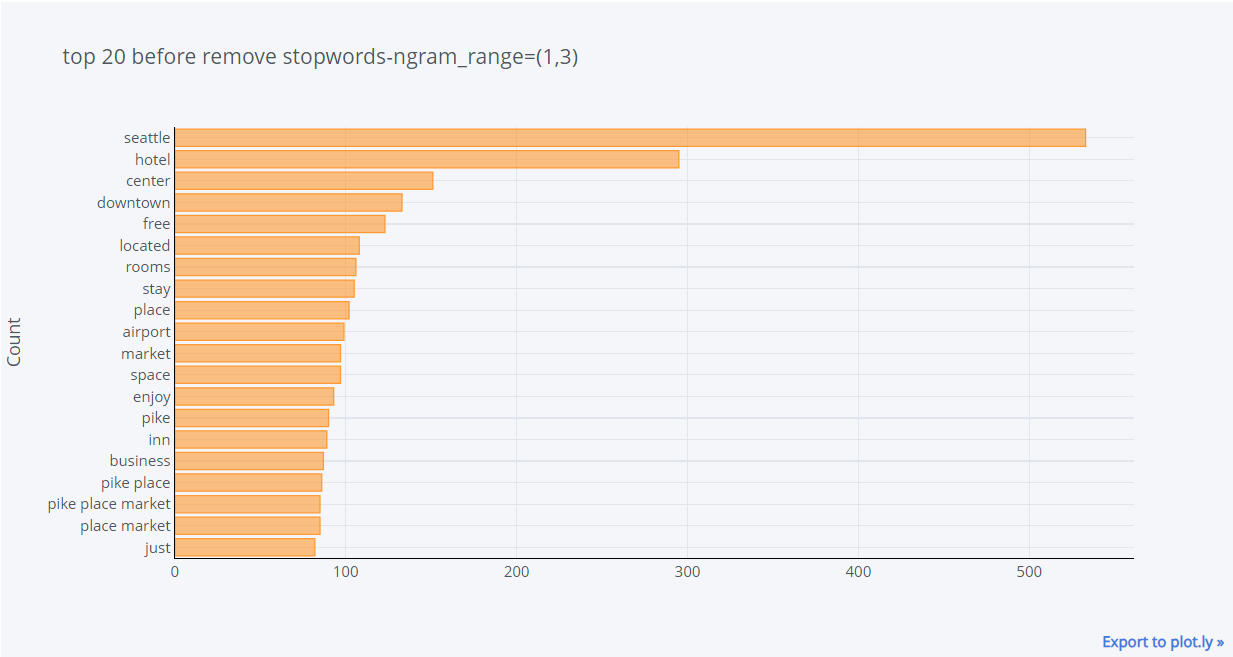 top 20 before remove stopwords-ngram_range=(1,3)
Count
seattle
hotel
center
downtown
free
located
rooms
stay
place
airport
market
space
enjoy
pike
inn
business
pike place
pike place market
place market
just
0 100 200 300 400 500
Export to plot.ly »